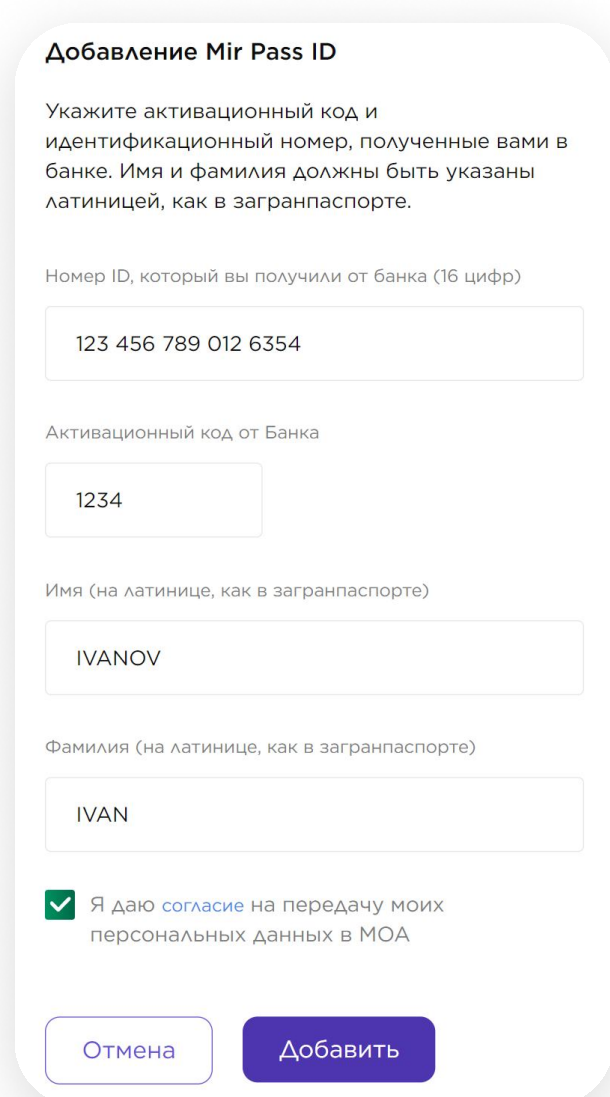 Добавление Mir Pass ID
Укажите активационный код и
идентификационный номер, полученные вами в
банке. Имя и фамилия должны быть указаны
латиницей, как в загранпаспорте.
Номер ID, который вы получили от банка (16 цифр)
123 456 789 012 6354
Активационный код от Банка
1234
Имя (на латинице, как в загранпаспорте)
IVANOV
Фамилия (на латинице, как в загранпаспорте)
IVAN
Я даю согласие на передачу моих
персональных данных в МОА
Отмена
Добавить